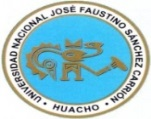 UNIVERSIDAD NACIONAL JOSÉ FAUSTINO SÁNCHEZ CARRIÓN
• HUACHO •